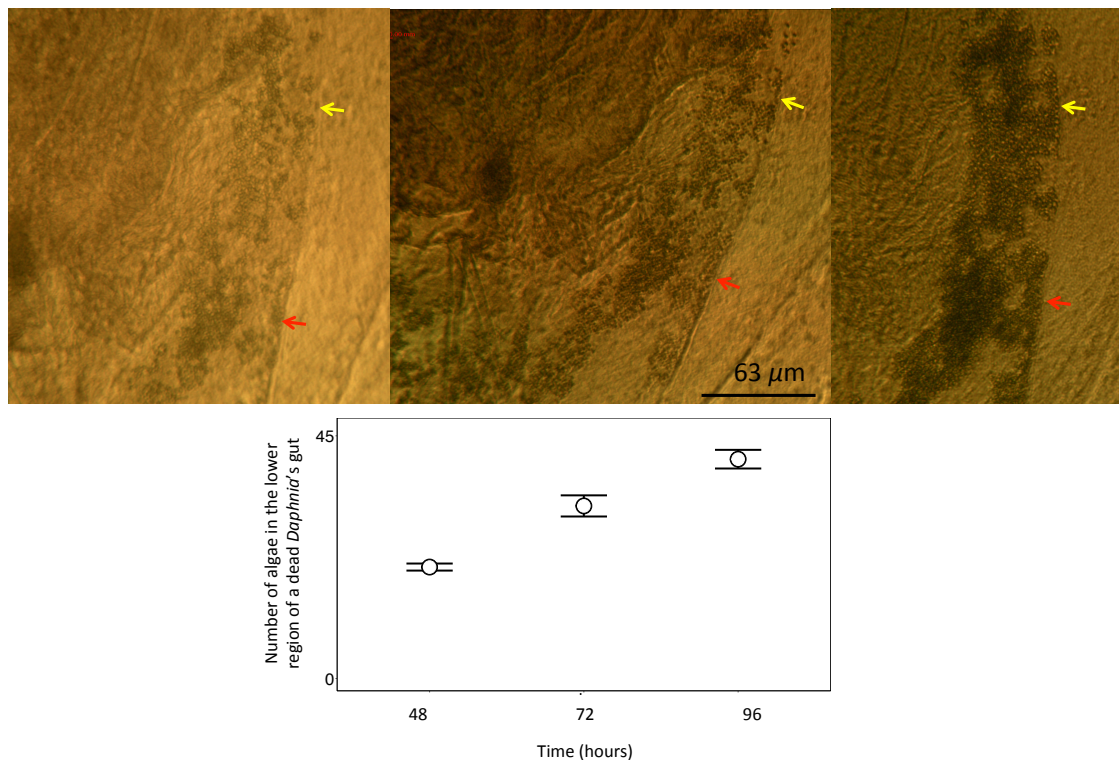 63 µm
45
0
Number of algae in the lower
region of a dead Daphnia's gut
48
72
96
Time (hours)